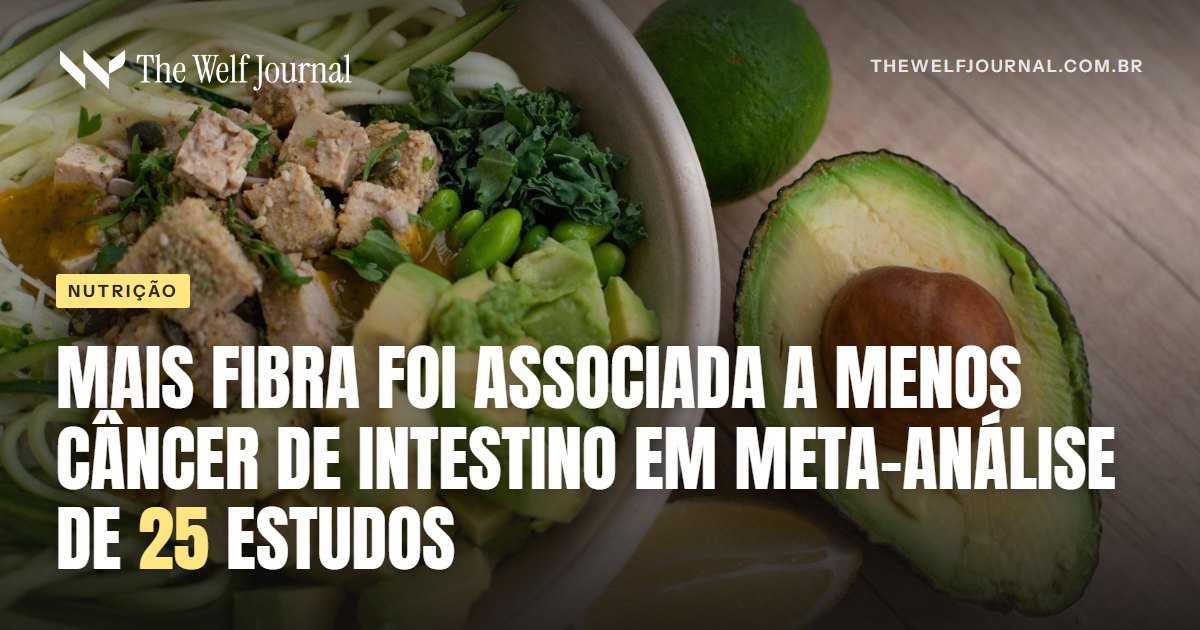 The Welf Journal
THEWELFJOURNAL.COM.BR
NUTRIÇÃO
MAIS FIBRA FOI ASSOCIADA A MENOS
CÂNCER DE INTESTINO EM META-ANÁLISE
DE 25 ESTUDOS